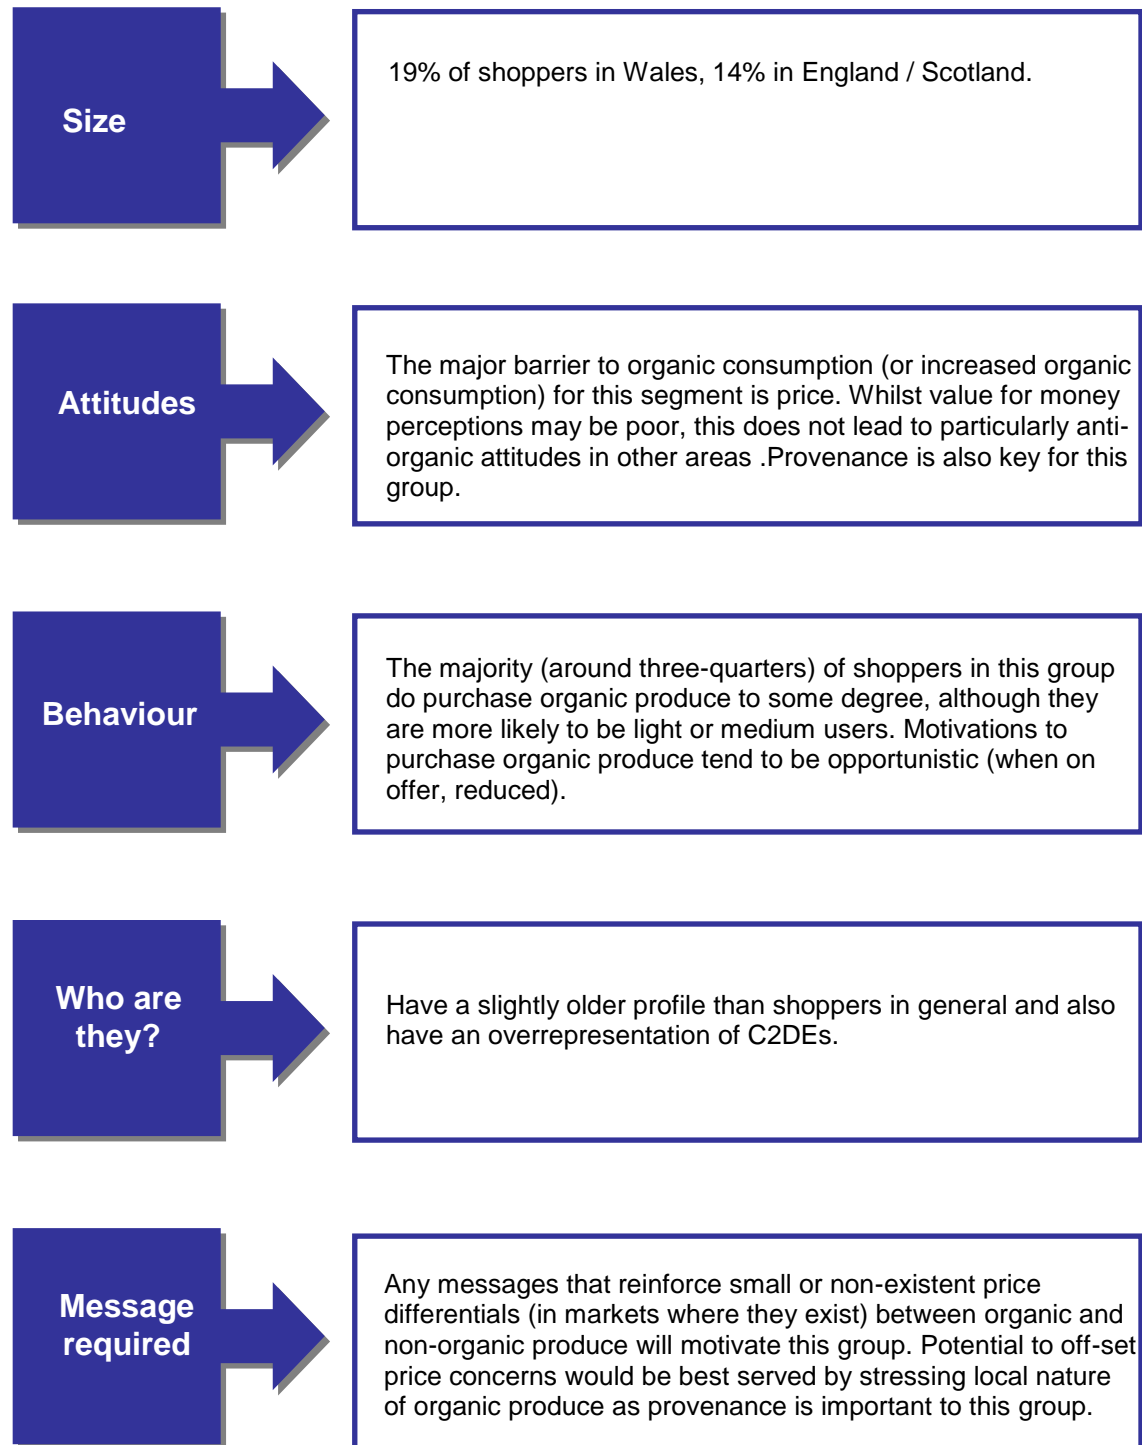 Size
19% of shoppers in Wales, 14% in England / Scotland.
Attitudes
The major barrier to organic consumption (or increased organic
consumption) for this segment is price. Whilst value for money
perceptions may be poor, this does not lead to particularly anti-
organic attitudes in other areas .Provenance is also key for this
group.
Behaviour
The majority (around three-quarters) of shoppers in this group
do purchase organic produce to some degree, although they
are more likely to be light or medium users. Motivations to
purchase organic produce tend to be opportunistic (when on
offer, reduced).
Who are
they?
Have a slightly older profile than shoppers in general and also
have an overrepresentation of C2DEs.
Message
required
Any messages that reinforce small or non-existent price
differentials (in markets where they exist) between organic and
non-organic produce will motivate this group. Potential to off-set
price concerns would be best served by stressing local nature
of organic produce as provenance is important to this group.